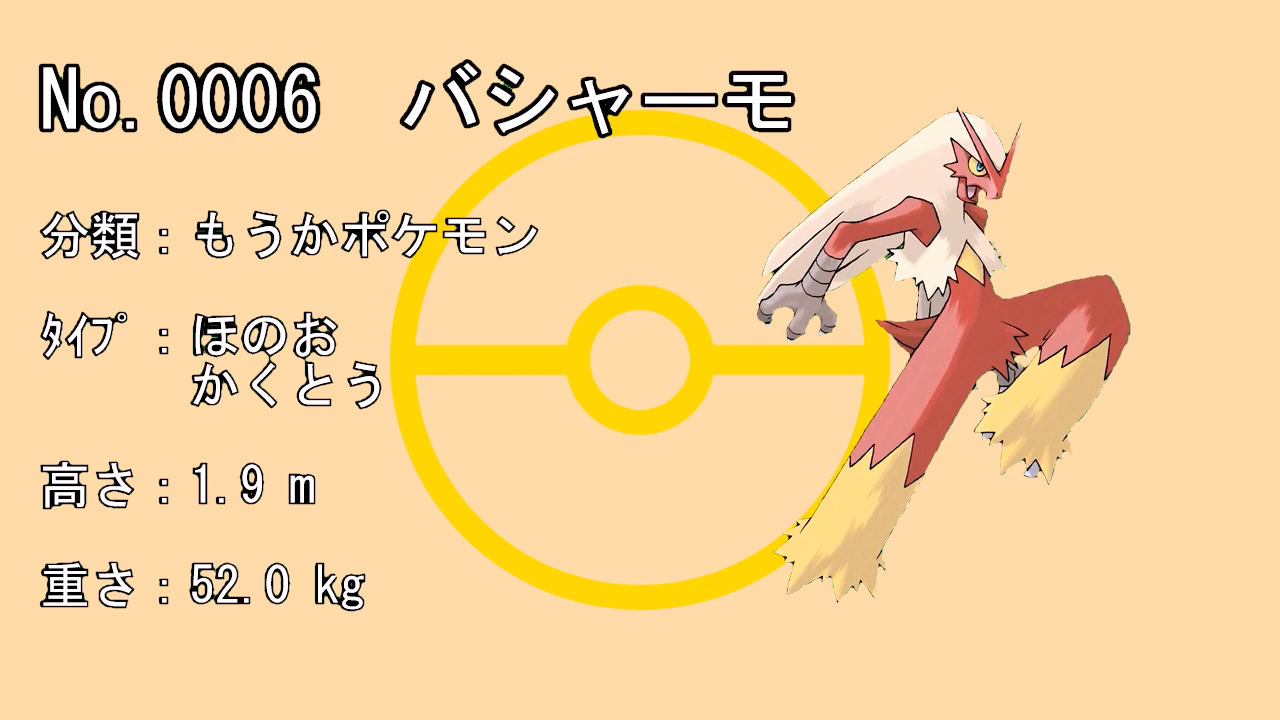 No.0006　バシャーモ
分類：もうかポケモン
ﾀｲﾌﾟ：ほのお
かくとう
高さ：1.9 m
重さ：52.0 kg